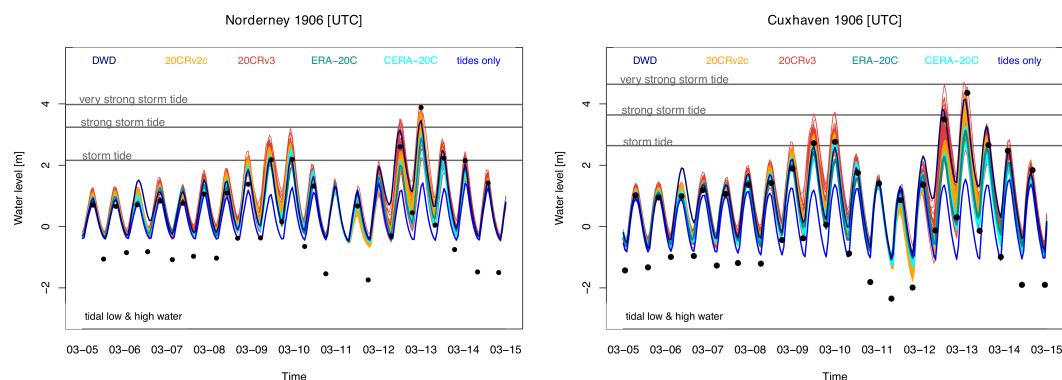 Norderney 1906 [UTC]
DWD 20CRv2c 20CRv3 ERA−20C CERA−20C tides only
very strong storm tide
strong storm tide
storm tide
tidal low & high water
Water level [m]
4
2
0
−2
03−05 03−06 03−07 03−08 03−09 03−10 03−11 03−12 03−13 03−14 03−15
Time
Cuxhaven 1906 [UTC]
DWD 20CRv2c 20CRv3 ERA−20C CERA−20C tides only
very strong storm tide
strong storm tide
storm tide
tidal low & high water
Water level [m]
4
2
0
−2
03−05 03−06 03−07 03−08 03−09 03−10 03−11 03−12 03−13 03−14 03−15
Time